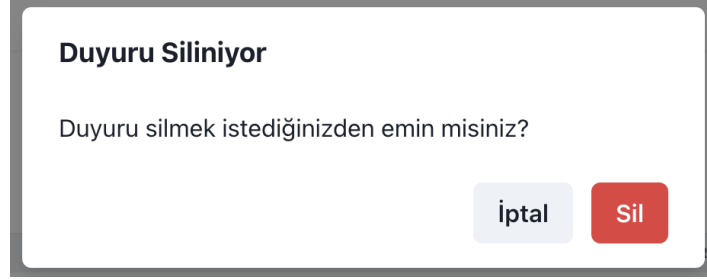 Duyuru Siliniyor
Duyuru silmek istediğinizden emin misiniz?
İptal
Sil